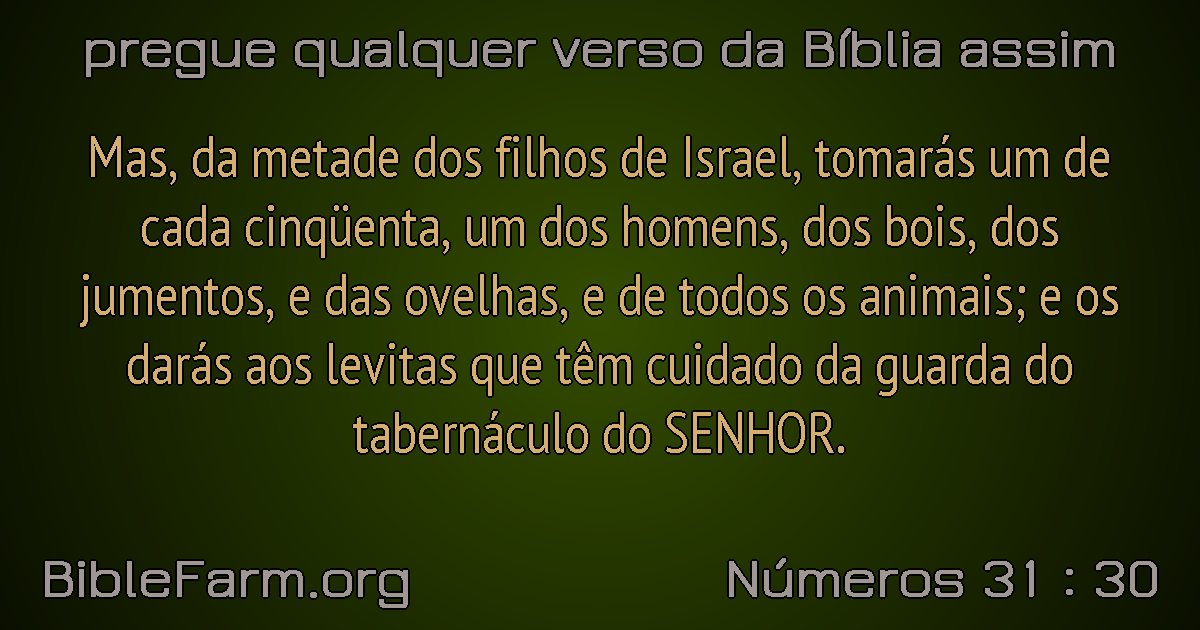 pregue qualquer verso da Bíblia assim
Mas, da metade dos filhos de Israel, tomarás um de
cada cinqüenta, um dos homens, dos bois, dos
jumentos, e das ovelhas, e de todos os animais; e os
darás aos levitas que têm cuidado da guarda do
tabernáculo do SENHOR.
BibleFarm.org
Números 31 : 30